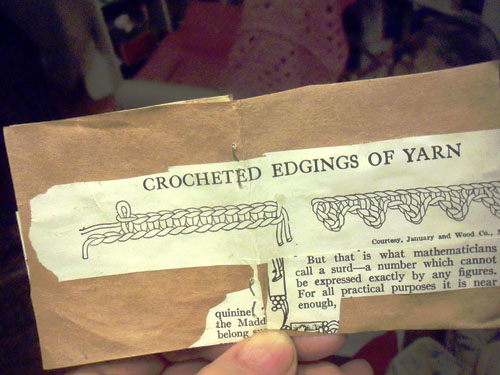 CROCHETED EDGINGS OF YARN
Courtesy, January and Wood Co.,
But that is what mathematicians
call a surd—a number which cannot
be expressed exactly by any figures.
For all practical purposes it is near
enough,
quinine
the Madd
belong